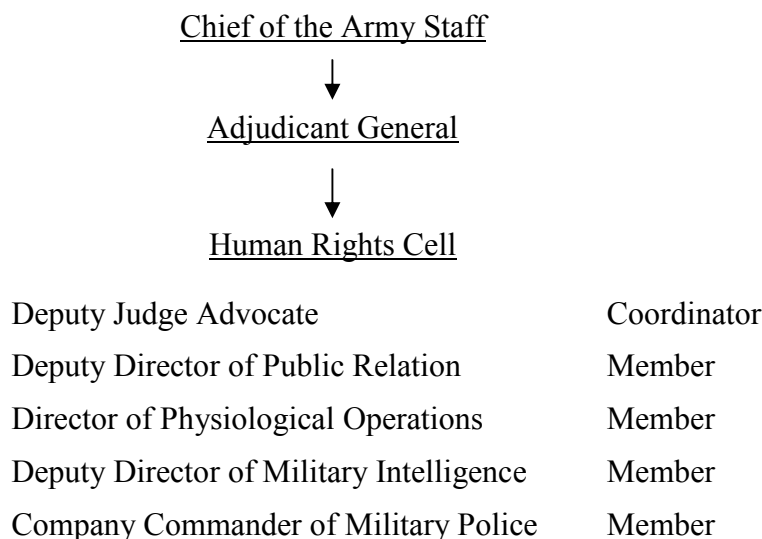 Chief of the Army Staff
Adjudicant General
Human Rights Cell
Deputy Judge Advocate Coordinator
Deputy Director of Public Relation Member
Director of Physiological Operations Member
Deputy Director of Military Intelligence Member
Company Commander of Military Police Member